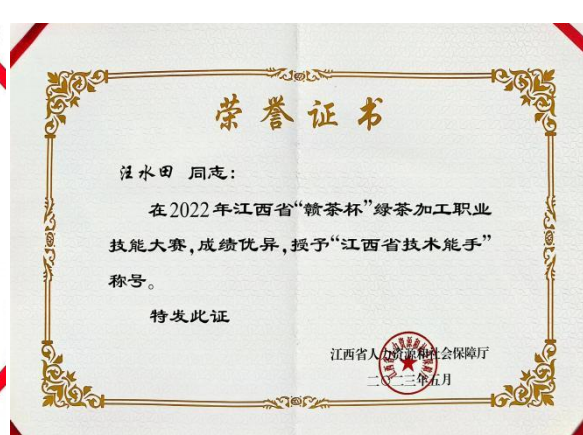 荣誉证书
汪水田 同志：
在2022年江西省“赣茶杯”绿茶加工职业
技能大赛，成绩优异，授予“江西省技术能手”
称号。
特发此证
江西省人力资源和社会保障厅
二〇二三年五月